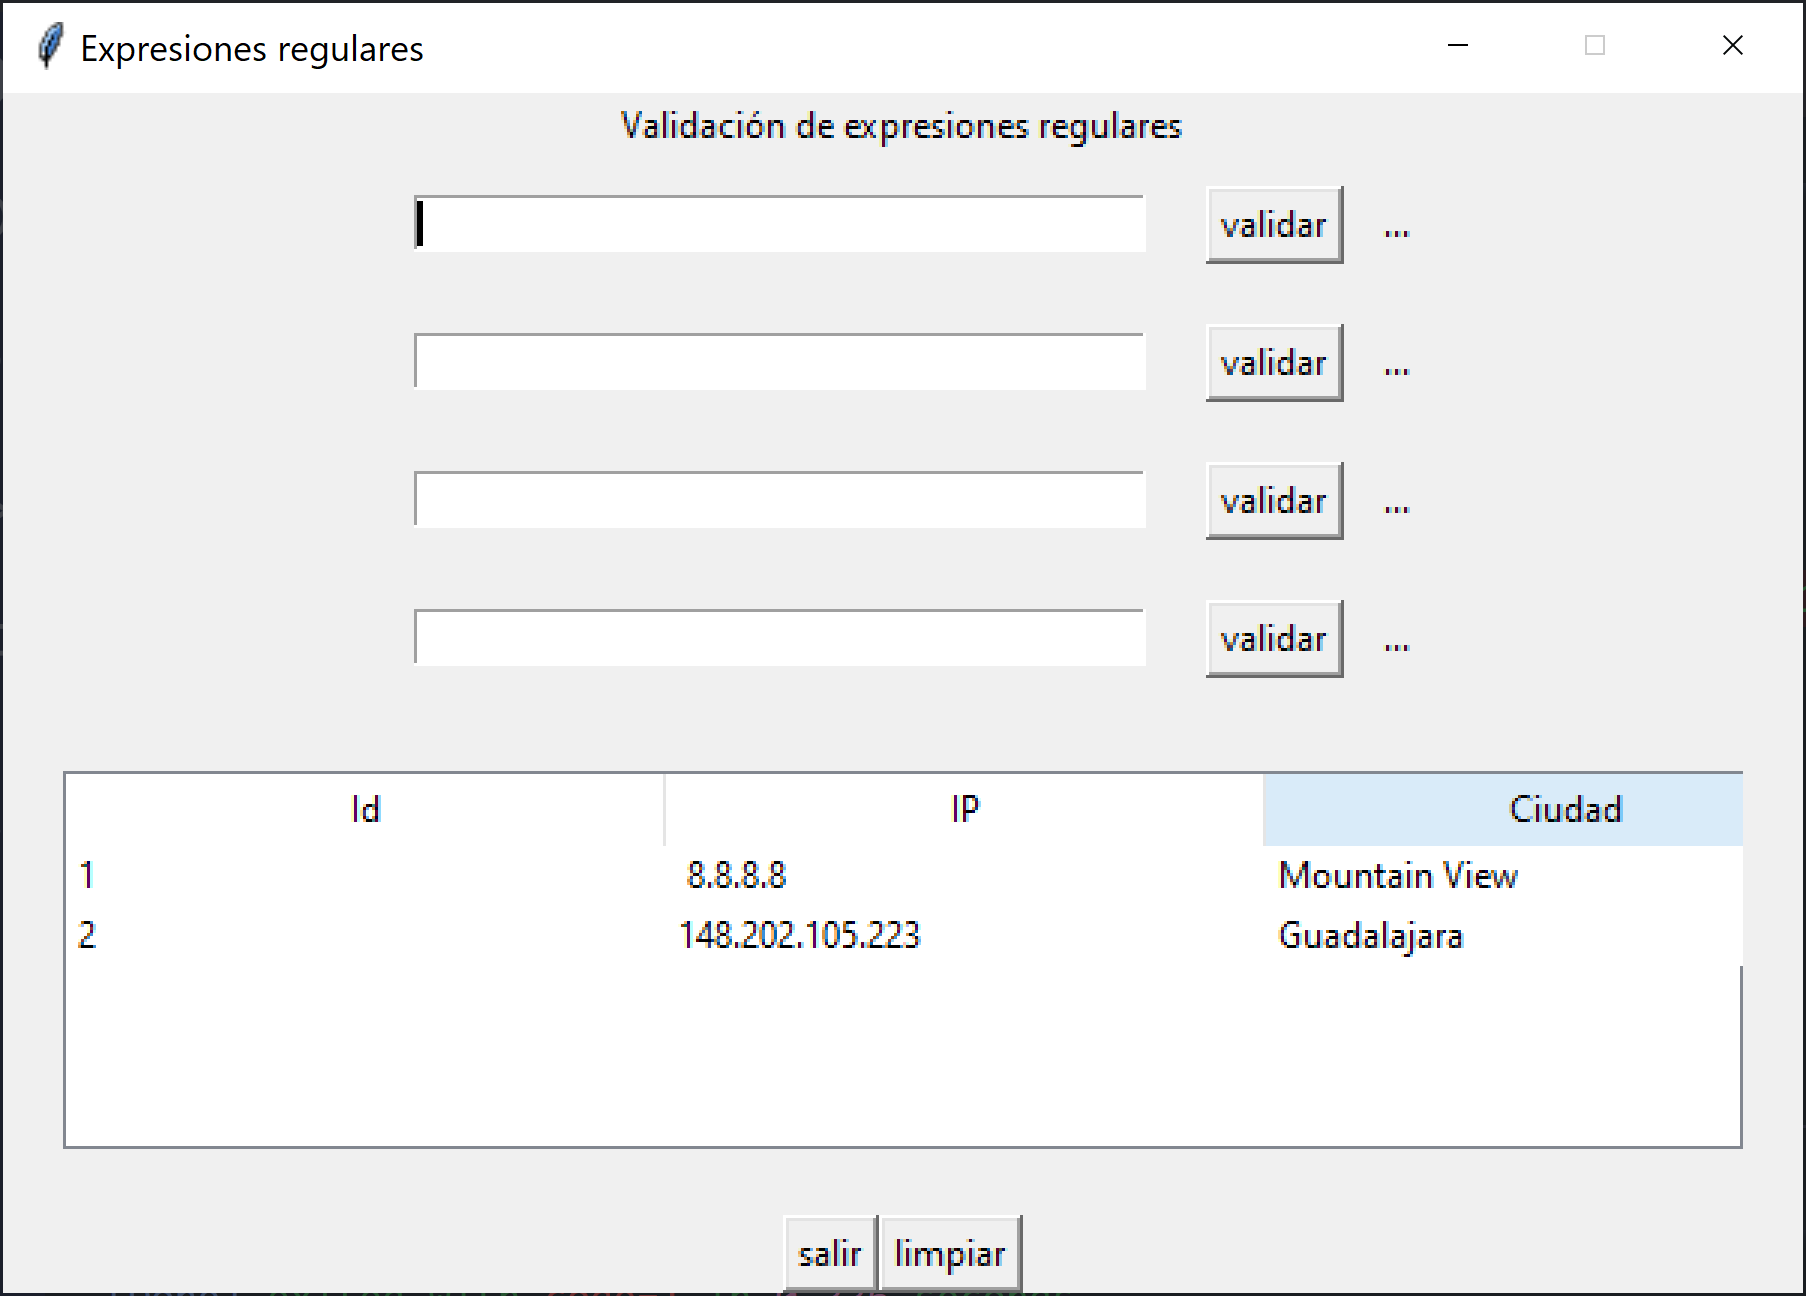 Expresiones regulares
Validación de expresiones regulares
validar ...
validar ...
validar ...
validar ...
Id IP Ciudad
1 8.8.8.8 Mountain View
2 148.202.105.223 Guadalajara
salir limpiar